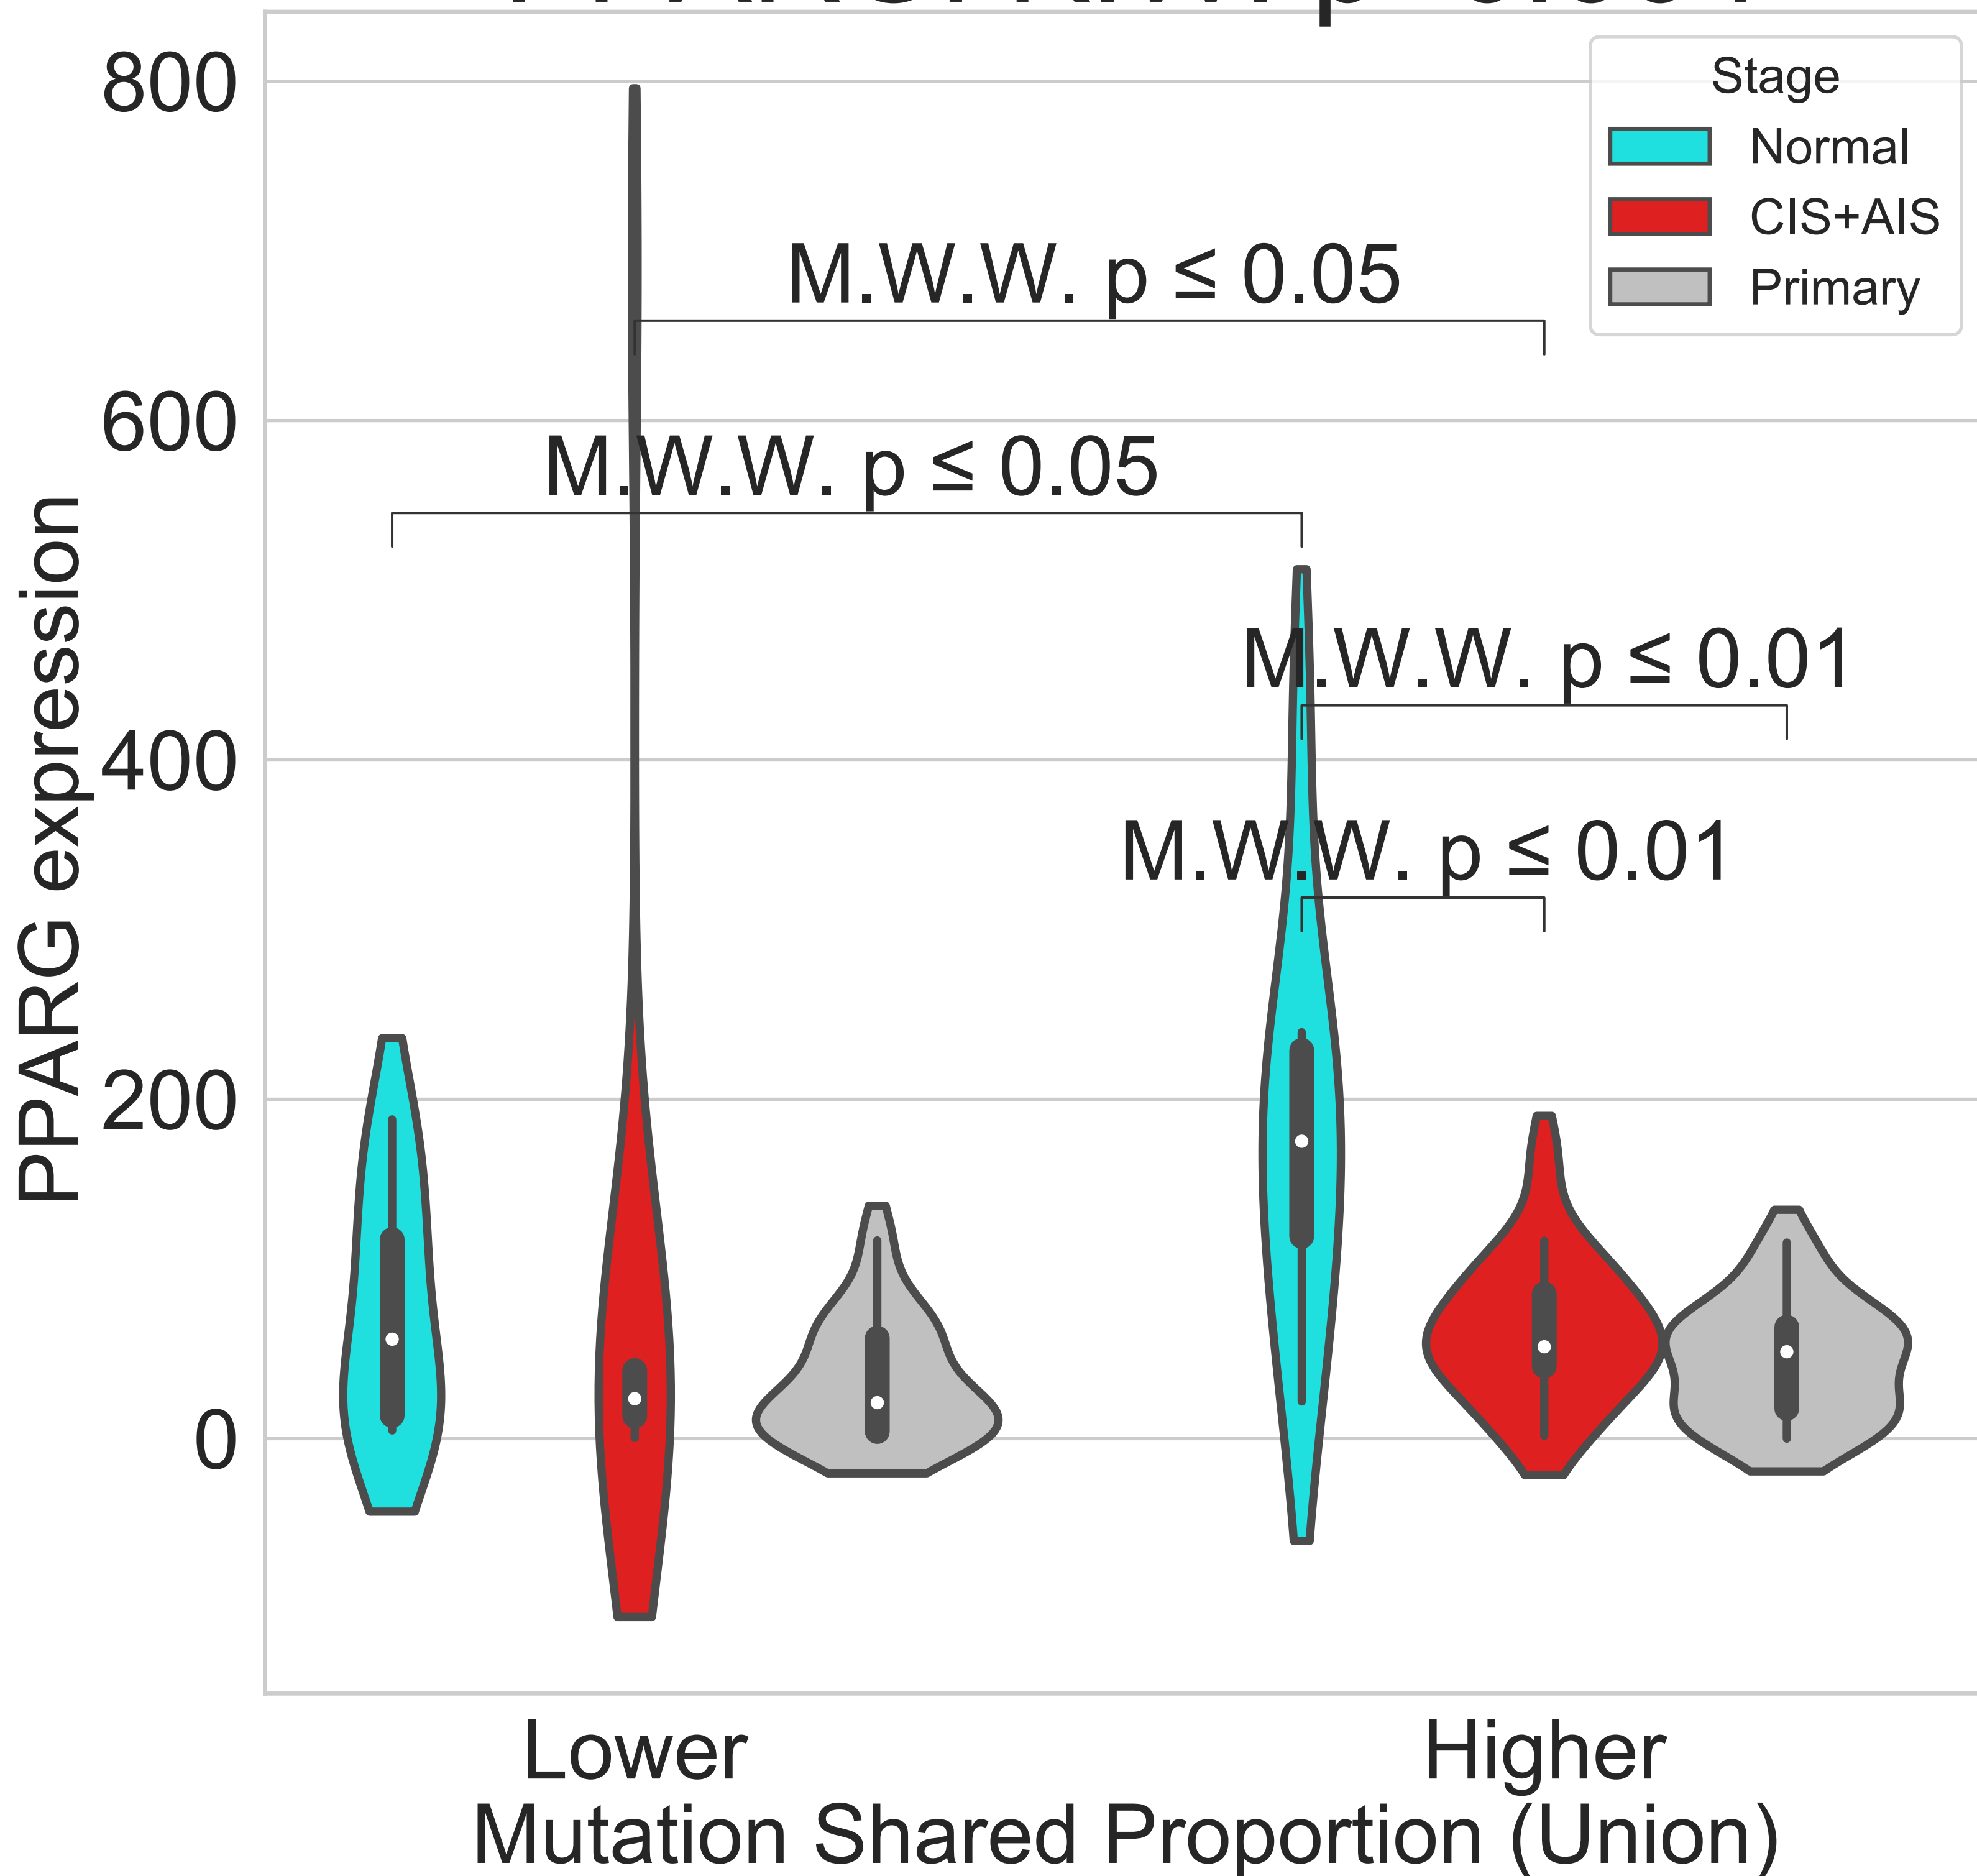 800
600
400
200
0
PPARG expression
Stage
Normal
CIS+AIS
Primary
M.W.W. p ≤ 0.05
M.W.W. p ≤ 0.05
M.W.W. p ≤ 0.01
M.W.W. p ≤ 0.01
Lower
Higher
Mutation Shared Proportion (Union)